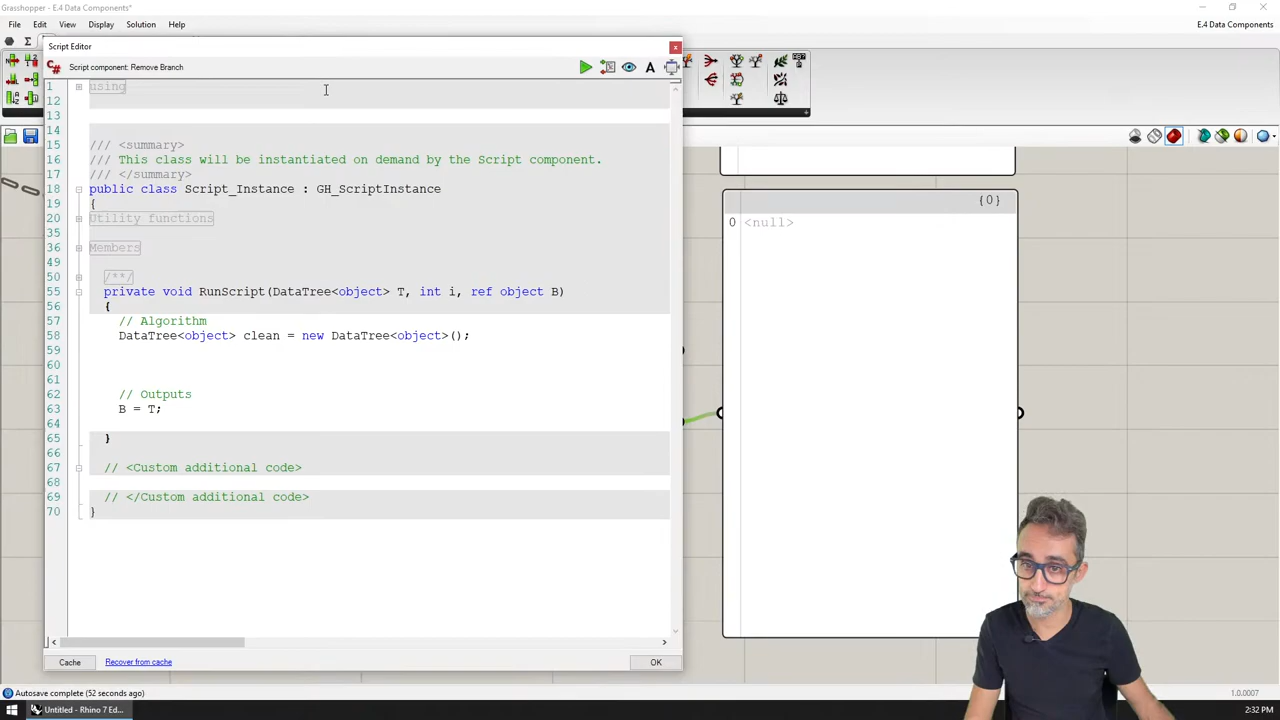 Grasshopper - E.4 Data Components*
File Edit View Display Solution Help
E.4 Data Components
Script Editor
Script component: Remove Branch
1 using
12
13
14
15 /// <summary>
16 /// This class will be instantiated on demand by the Script component.
17 /// </summary>
18 public class Script_Instance : GH_ScriptInstance
19 {
20 Utility functions
35
36 Members
49
50 /**/
55 private void RunScript(DataTree<object> T, int i, ref object B)
56 {
57 // Algorithm
58 DataTree<object> clean = new DataTree<object>();
59
60
61
62 // Outputs
63 B = T;
64
65 }
66
67 // <Custom additional code>
68
69 // </Custom additional code>
70 }
{0}
0 <null>
Cache Recover from cache OK
Autosave complete (52 seconds ago)
1.0.0007
Untitled - Rhino 7 Ed...
2:32 PM